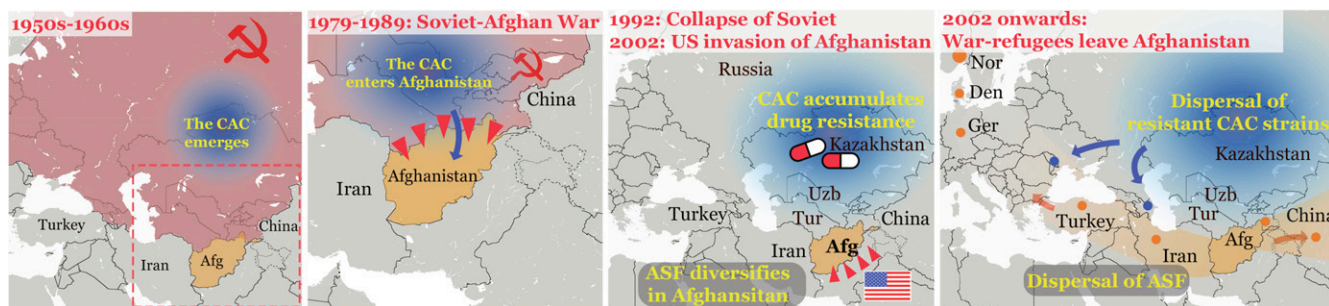 1950s-1960s
The CAC
emerges
Turkey
Iran
Afg
China
1979-1989: Soviet-Afghan War
The CAC
enters Afghanistan
China
Iran
Afghanistan
1992: Collapse of Soviet
2002: US invasion of Afghanistan
Russia
CAC accumulates
drug resistance
Kazakhstan
Uzb
Tur
Turkey
China
Iran
Afg
ASF diversifies
in Afghansitan
2002 onwards:
War-refugees leave Afghanistan
Nor
Den
Ger
Dispersal of
resistant CAC strains
Kazakhstan
Uzb
Tur
Turkey
China
Afg
Iran
Dispersal of ASF